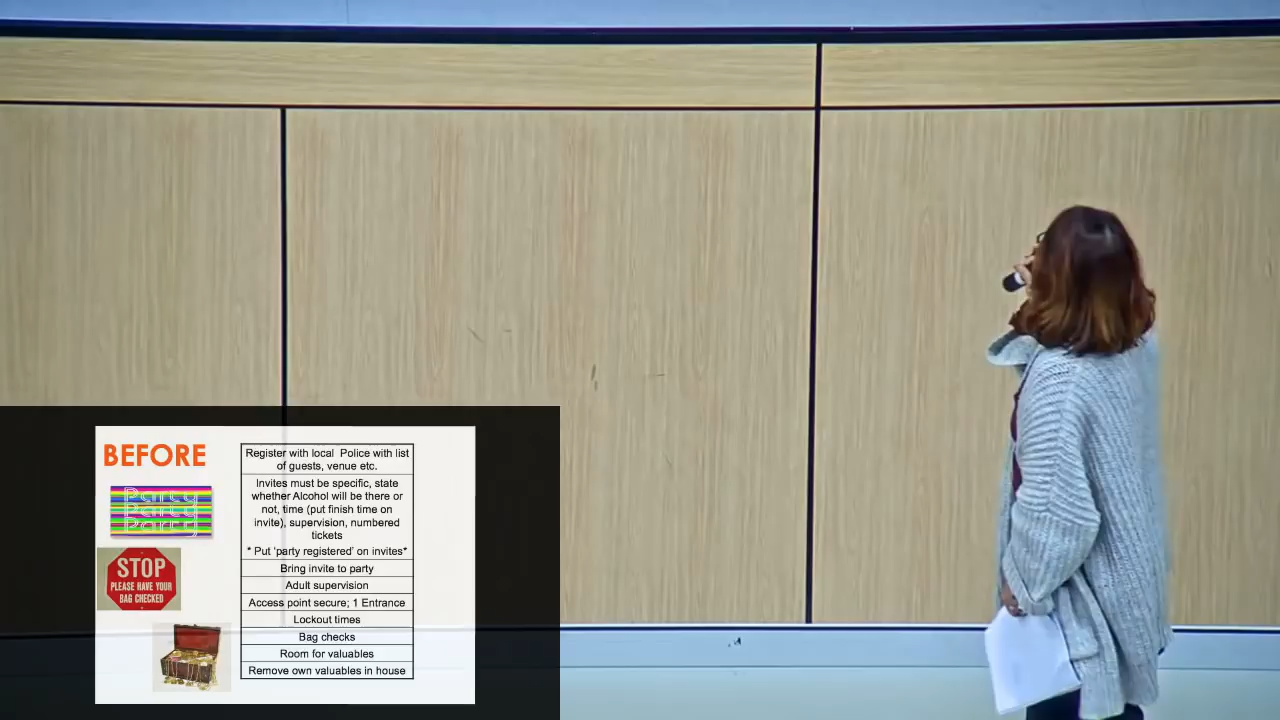 BEFORE
Party
Party
Party
STOP
PLEASE HAVE YOUR
BAG CHECKED
Register with local Police with list
of guests, venue etc.
Invites must be specific, state
whether Alcohol will be there or
not, time (put finish time on
invite), supervision, numbered
tickets
* Put 'party registered' on invites*
Bring invite to party
Adult supervision
Access point secure; 1 Entrance
Lockout times
Bag checks
Room for valuables
Remove own valuables in house